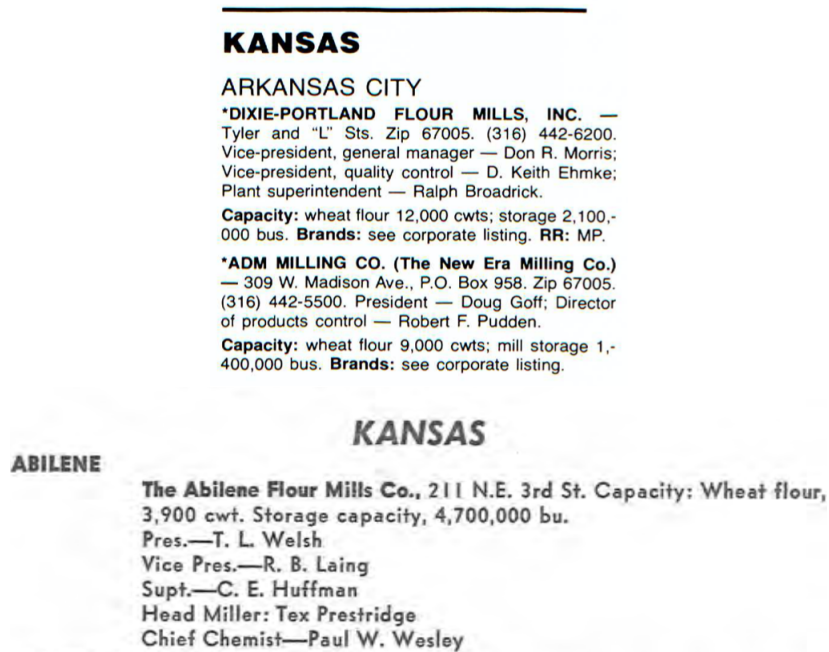 KANSAS
ARKANSAS CITY
*DIXIE-PORTLAND FLOUR MILLS, INC. —
Tyler and “L” Sts. Zip 67005. (316) 442-6200.
Vice-president, general manager — Don R. Morris;
Vice-president, quality control — D. Keith Ehmke;
Plant superintendent — Ralph Broadrick.
Capacity: wheat flour 12,000 cwts; storage 2,100,-
000 bus. Brands: see corporate listing. RR: MP.
*ADM MILLING CO. (The New Era Milling Co.)
— 309 W. Madison Ave., P.O. Box 958. Zip 67005.
(316) 442-5500. President — Doug Goff; Director
of products control — Robert F. Pudden.
Capacity: wheat flour 9,000 cwts; mill storage 1,-
400,000 bus. Brands: see corporate listing.
KANSAS
ABILENE
The Abilene Flour Mills Co., 211 N.E. 3rd St. Capacity: Wheat flour,
3,900 cwt. Storage capacity, 4,700,000 bu.
Pres.—T. L. Welsh
Vice Pres.—R. B. Laing
Supt.—C. E. Huffman
Head Miller: Tex Prestridge
Chief Chemist—Paul W. Wesley